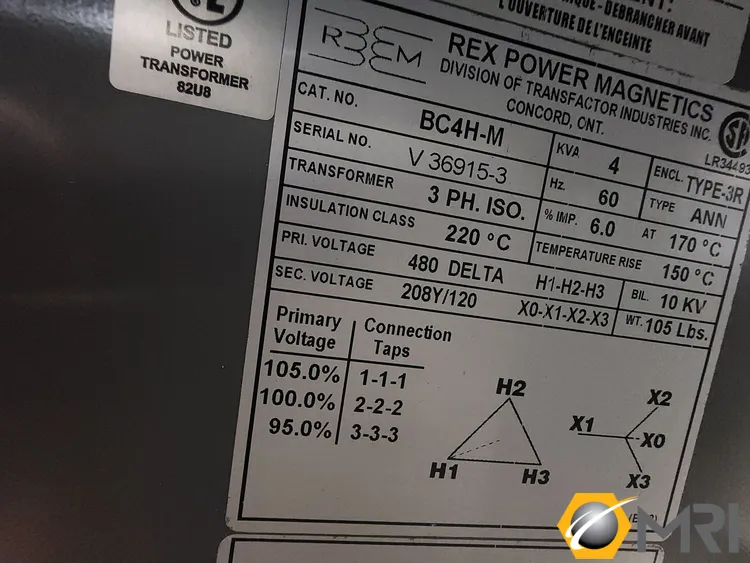 MENT:
RIQUE - DEBRANCHER AVANT
L'OUVERTURE DE L'ENCEINTE
UL
LISTED
POWER
TRANSFORMER
82U8
REX POWER MAGNETICS
DIVISION OF TRANSFACTOR INDUSTRIES INC.
CONCORD, ONT.
LR34493
CAT. NO. BC4H-M KVA 4 ENCL. TYPE-3R
SERIAL NO. V 36915-3 Hz. 60 TYPE ANN
TRANSFORMER 3 PH. ISO. % IMP. 6.0 AT 170 °C
INSULATION CLASS 220 °C TEMPERATURE RISE 150 °C
PRI. VOLTAGE 480 DELTA H1-H2-H3 BIL. 10 KV
SEC. VOLTAGE 208Y/120 X0-X1-X2-X3 WT. 105 Lbs.
Primary Voltage Connection Taps
105.0% 1-1-1
100.0% 2-2-2
95.0% 3-3-3
H2
H1 H3
X2
X1 X0
X3
MRI